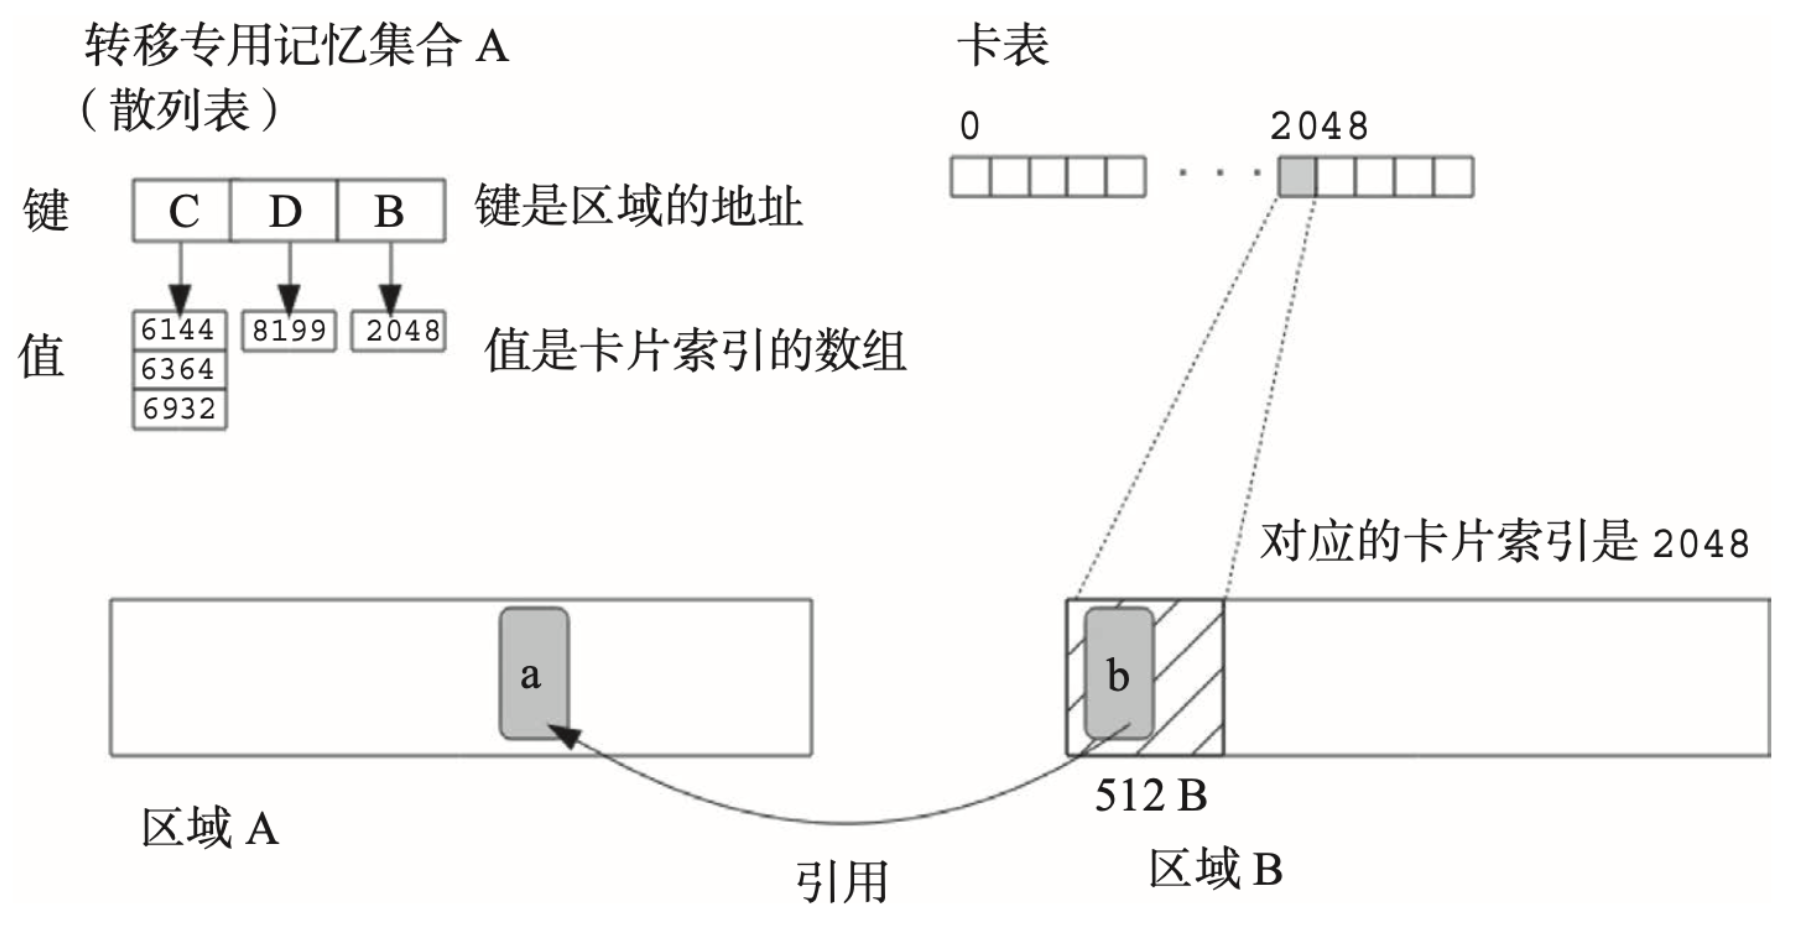 转移专用记忆集合 A
（散列表）
键
C D B
键是区域的地址
值
6144 8199 2048
6364
6932
值是卡片索引的数组
卡表
0 2048
对应的卡片索引是 2048
a
b
512 B
区域 A
区域 B
引用